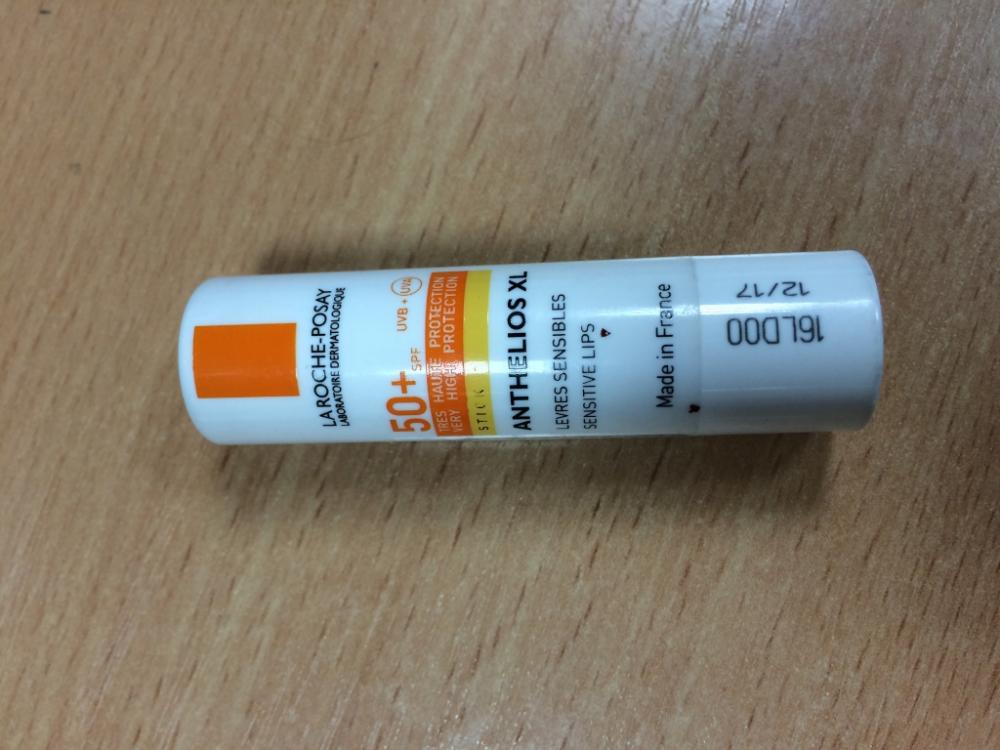 LA ROCHE-POSAY
LABORATOIRE DERMATOLOGIQUE
50+ SPF UVB + UVA
TRES HAUTE PROTECTION
VERY HIGH PROTECTION
STICK
ANTHELIOS XL
LEVRES SENSIBLES
SENSITIVE LIPS
Made in France
16LD00
12/17